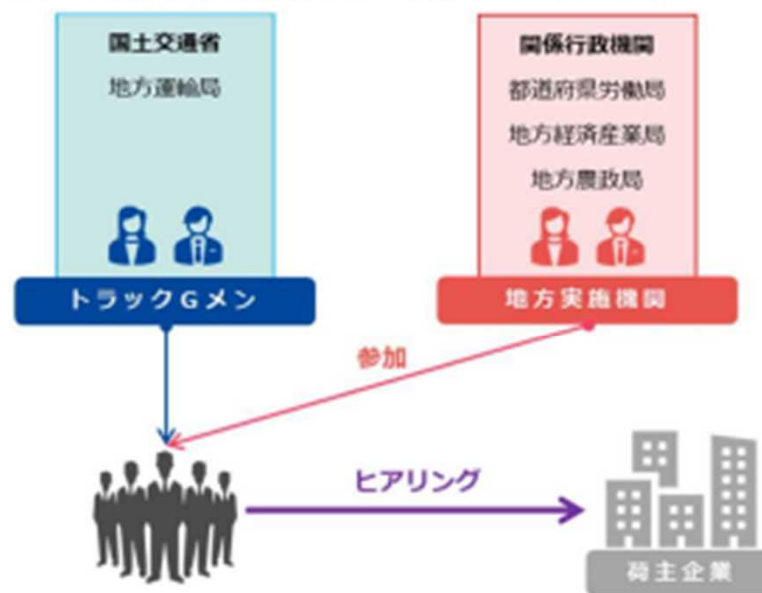 国土交通省
地方運輸局
トラックGメン
関係行政機関
都道府県労働局
地方経済産業局
地方農政局
地方実施機関
参加
ヒアリング
荷主企業